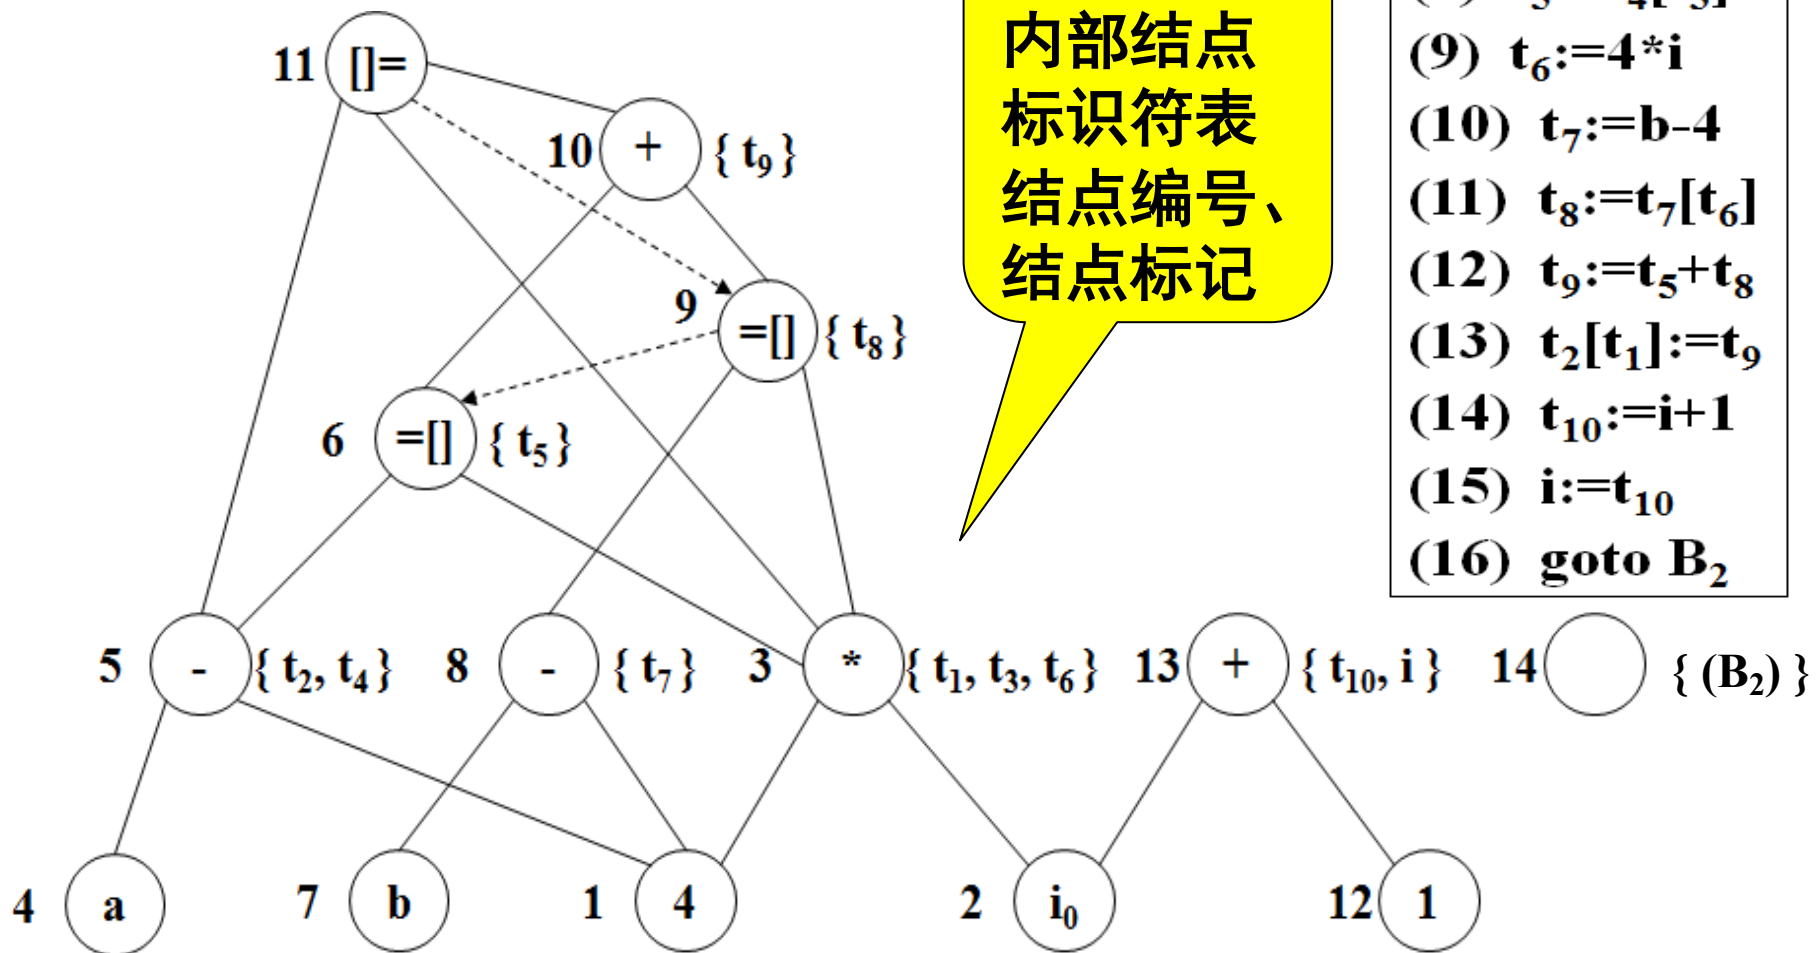 11 []=
10 + { t₉ }
9 =[] { t₈ }
6 =[] { t₅ }
5 - { t₂, t₄ }
8 - { t₇ }
3 * { t₁, t₃, t₆ }
13 + { t₁₀, i }
14 { (B₂) }
4 a
7 b
1 4
2 i₀
12 1
内部结点
标识符表
结点编号、
结点标记
(9) t₆:=4*i
(10) t₇:=b-4
(11) t₈:=t₇[t₆]
(12) t₉:=t₅+t₈
(13) t₂[t₁]:=t₉
(14) t₁₀:=i+1
(15) i:=t₁₀
(16) goto B₂